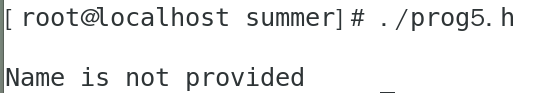 [ root@localhost summer] # ./prog5.h
Name is not provided